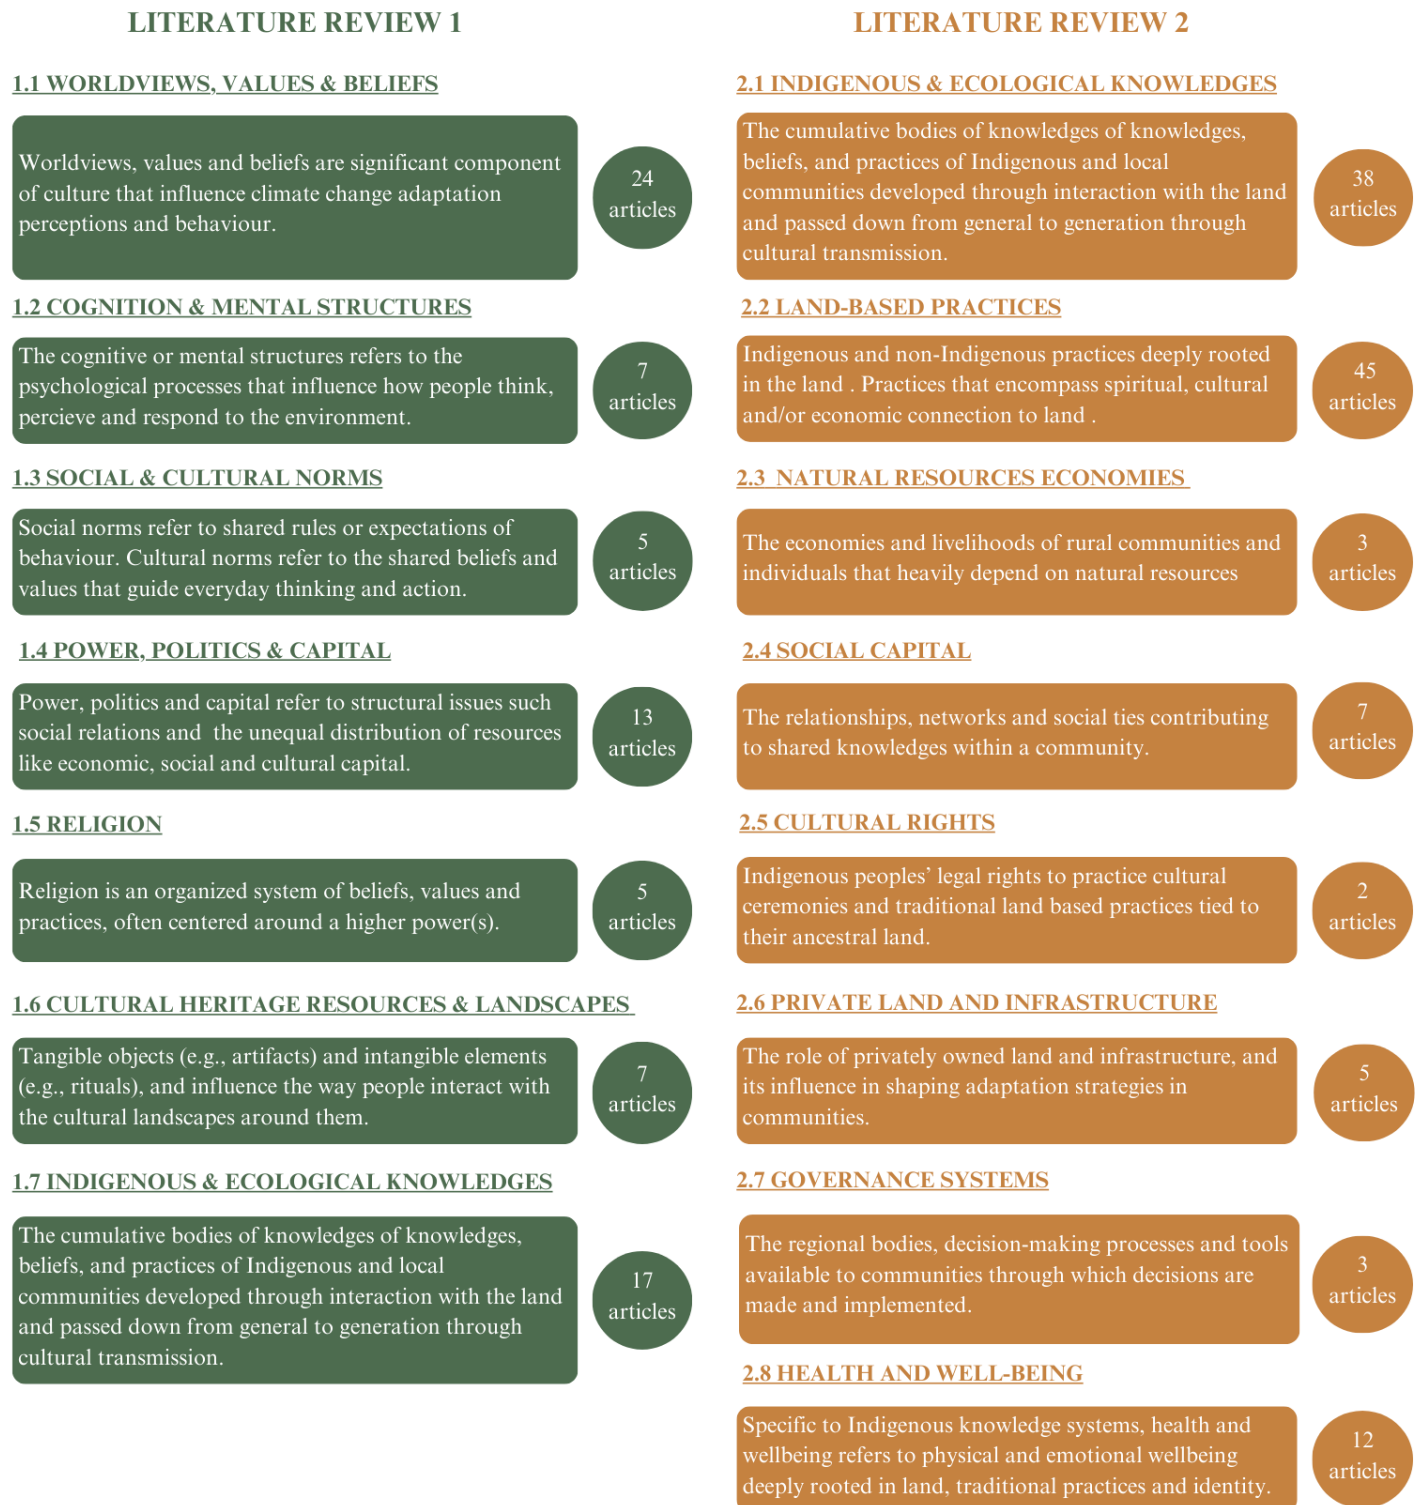 LITERATURE REVIEW 1
1.1 WORLDVIEWS, VALUES & BELIEFS
Worldviews, values and beliefs are significant component
of culture that influence climate change adaptation
perceptions and behaviour.
24
articles
1.2 COGNITION & MENTAL STRUCTURES
The cognitive or mental structures refers to the
psychological processes that influence how people think,
percieve and respond to the environment.
7
articles
1.3 SOCIAL & CULTURAL NORMS
Social norms refer to shared rules or expectations of
behaviour. Cultural norms refer to the shared beliefs and
values that guide everyday thinking and action.
5
articles
1.4 POWER, POLITICS & CAPITAL
Power, politics and capital refer to structural issues such
social relations and  the unequal distribution of resources
like economic, social and cultural capital.
13
articles
1.5 RELIGION
Religion is an organized system of beliefs, values and
practices, often centered around a higher power(s).
5
articles
1.6 CULTURAL HERITAGE RESOURCES & LANDSCAPES
Tangible objects (e.g., artifacts) and intangible elements
(e.g., rituals), and influence the way people interact with
the cultural landscapes around them.
7
articles
1.7 INDIGENOUS & ECOLOGICAL KNOWLEDGES
The cumulative bodies of knowledges of knowledges,
beliefs, and practices of Indigenous and local
communities developed through interaction with the land
and passed down from general to generation through
cultural transmission.
17
articles
LITERATURE REVIEW 2
2.1 INDIGENOUS & ECOLOGICAL KNOWLEDGES
The cumulative bodies of knowledges of knowledges,
beliefs, and practices of Indigenous and local
communities developed through interaction with the land
and passed down from general to generation through
cultural transmission.
38
articles
2.2 LAND-BASED PRACTICES
Indigenous and non-Indigenous practices deeply rooted
in the land . Practices that encompass spiritual, cultural
and/or economic connection to land .
45
articles
2.3  NATURAL RESOURCES ECONOMIES
The economies and livelihoods of rural communities and
individuals that heavily depend on natural resources
3
articles
2.4 SOCIAL CAPITAL
The relationships, networks and social ties contributing
to shared knowledges within a community.
7
articles
2.5 CULTURAL RIGHTS
Indigenous peoples’ legal rights to practice cultural
ceremonies and traditional land based practices tied to
their ancestral land.
2
articles
2.6 PRIVATE LAND AND INFRASTRUCTURE
The role of privately owned land and infrastructure, and
its influence in shaping adaptation strategies in
communities.
5
articles
2.7 GOVERNANCE SYSTEMS
The regional bodies, decision-making processes and tools
available to communities through which decisions are
made and implemented.
3
articles
2.8 HEALTH AND WELL-BEING
Specific to Indigenous knowledge systems, health and
wellbeing refers to physical and emotional wellbeing
deeply rooted in land, traditional practices and identity.
12
articles